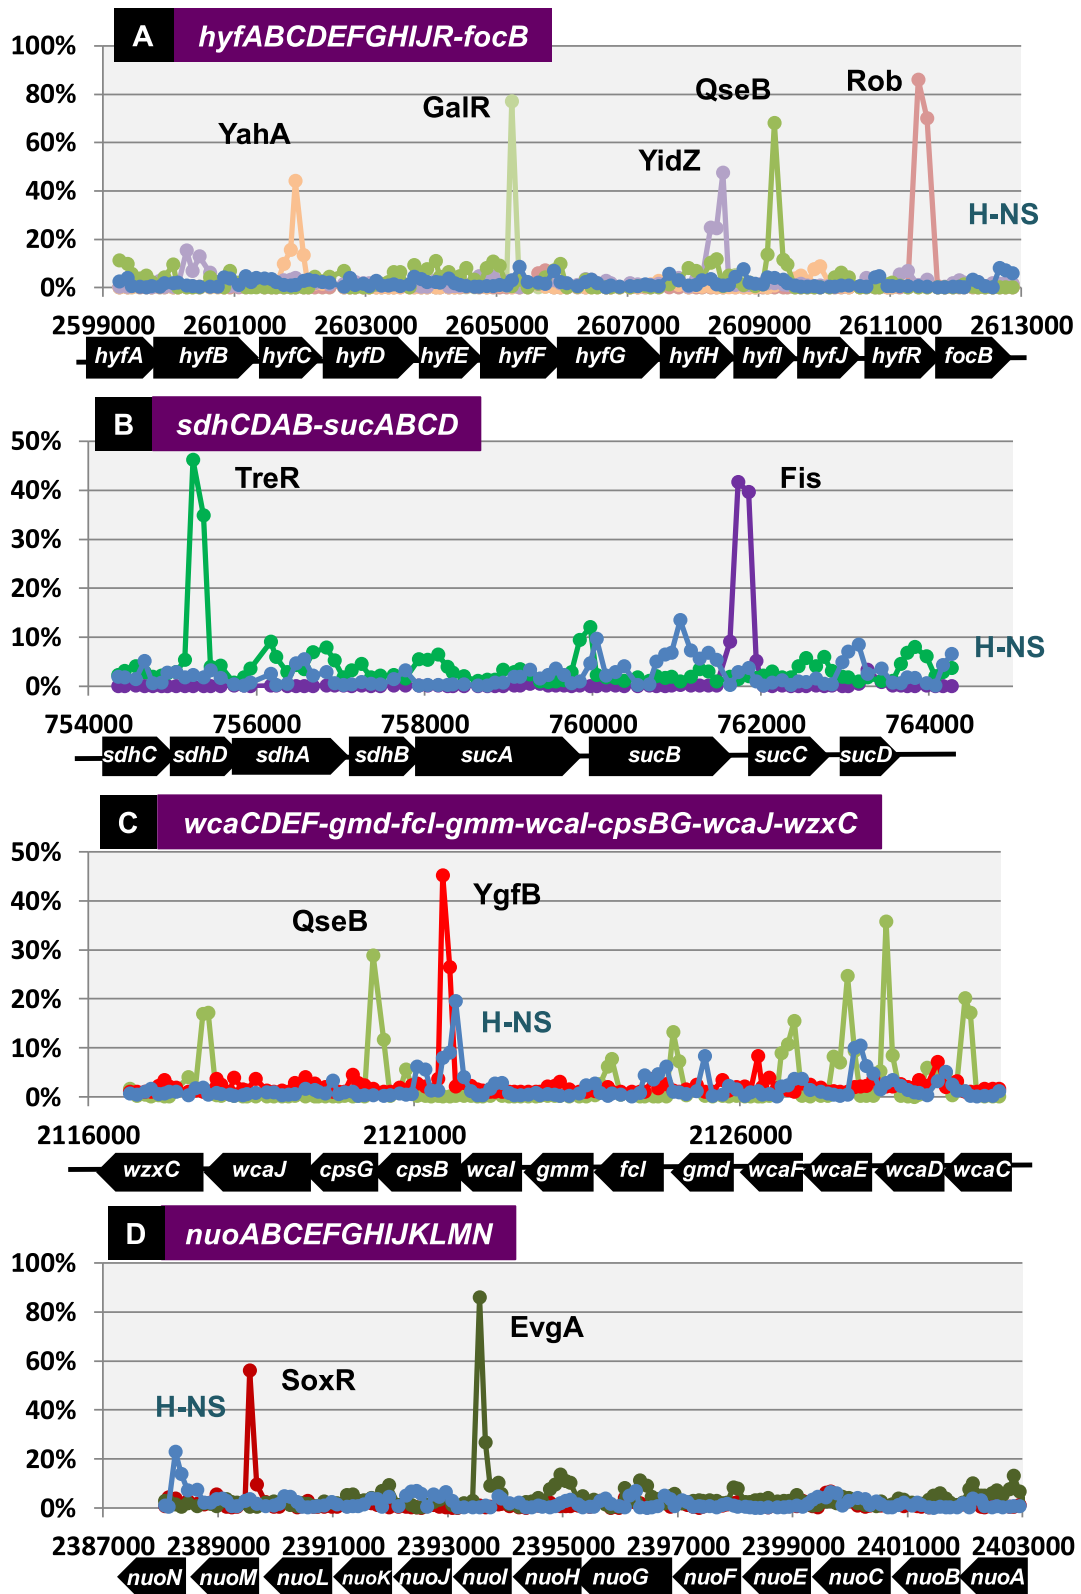 A hyfABCDEFGHIJR-focB
100%
80%
60%
40%
20%
0%
YahA
GalR
YidZ
QseB
Rob
H-NS
2599000 2601000 2603000 2605000 2607000 2609000 2611000 2613000
hyfA hyfB hyfC hyfD hyfE hyfF hyfG hyfH hyfI hyfJ hyfR focB
B sdhCDAB-sucABCD
50%
40%
30%
20%
10%
0%
TreR
Fis
H-NS
754000 756000 758000 760000 762000 764000
sdhC sdhD sdhA sdhB sucA sucB sucC sucD
C wcaCDEF-gmd-fcl-gmm-wcaI-cpsBG-wcaJ-wzxC
50%
40%
30%
20%
10%
0%
QseB
YgfB
H-NS
2116000 2121000 2126000
wzxC wcaJ cpsG cpsB wcaI gmm fcl gmd wcaF wcaE wcaD wcaC
D nuoABCEFGHIJKLMN
100%
80%
60%
40%
20%
0%
H-NS
SoxR
EvgA
2387000 2389000 2391000 2393000 2395000 2397000 2399000 2401000 2403000
nuoN nuoM nuoL nuoK nuoJ nuoI nuoH nuoG nuoF nuoE nuoC nuoB nuoA